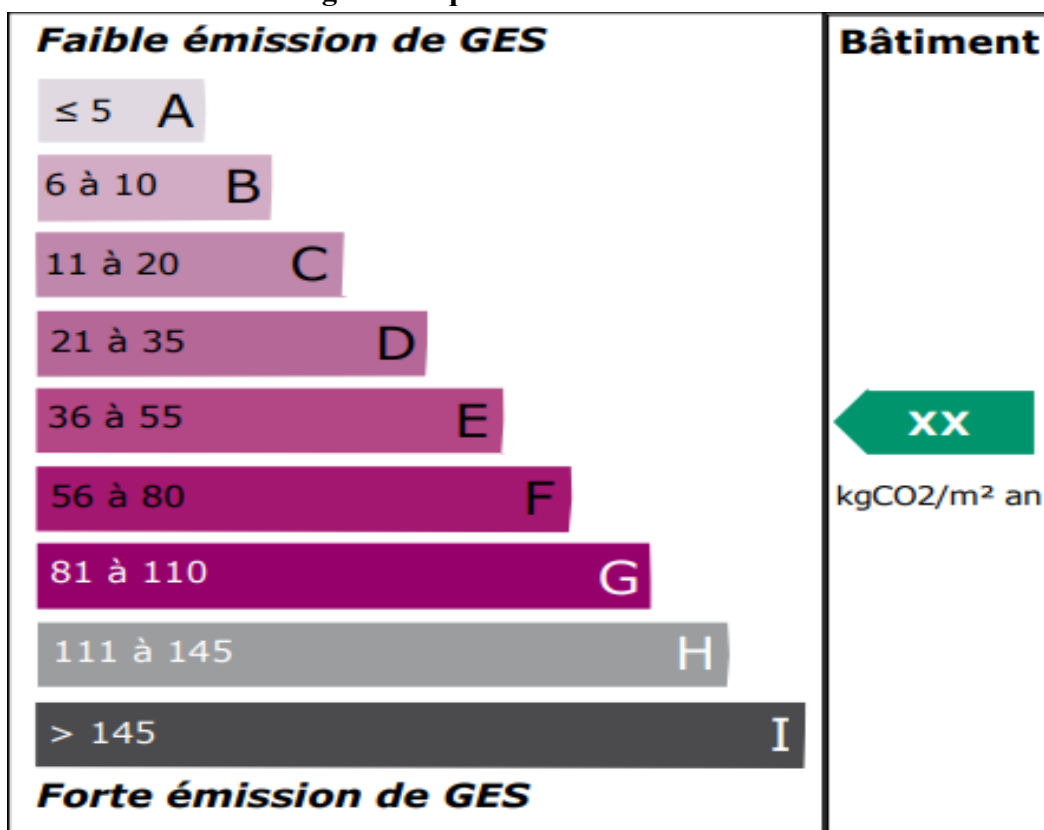 Faible émission de GES
Bâtiment
≤ 5 A
6 à 10 B
11 à 20 C
21 à 35 D
36 à 55 E
xx
56 à 80 F
kgCO2/m² an
81 à 110 G
111 à 145 H
> 145 I
Forte émission de GES